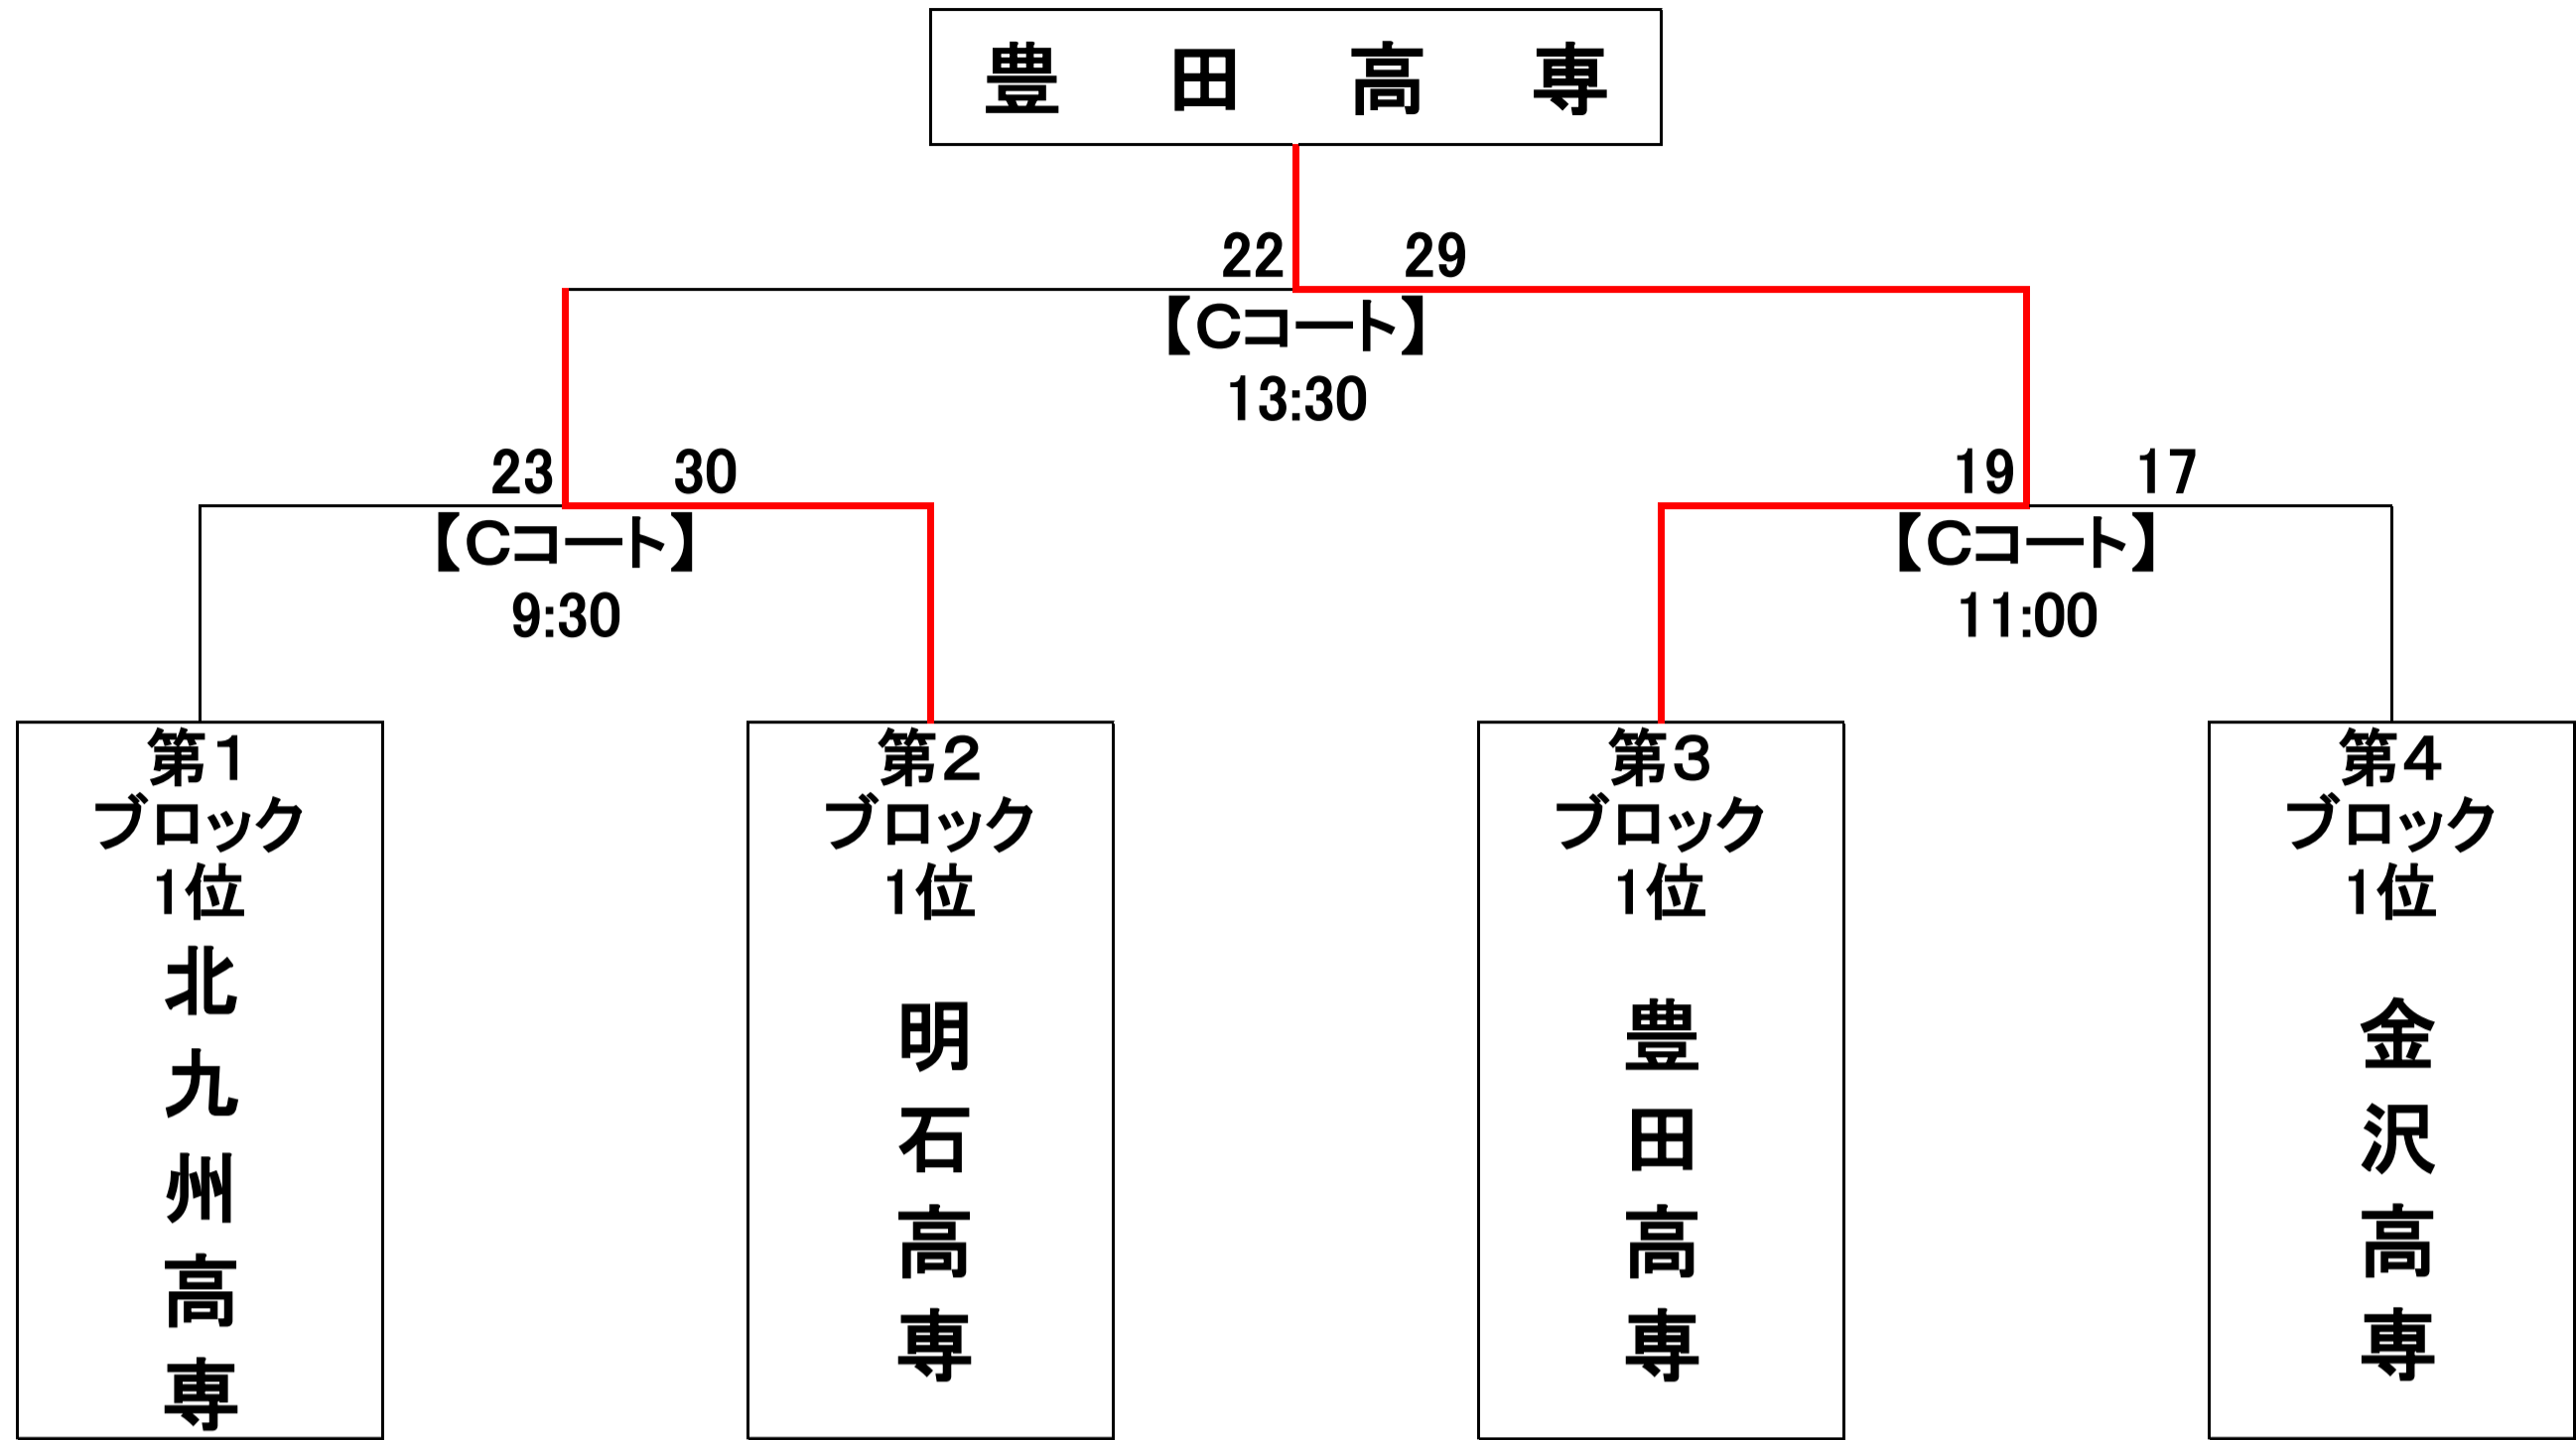 豊田高専
22 29
【Cコート】
13:30
23 30
19 17
【Cコート】
【Cコート】
9:30
11:00
第1
ブロック
1位
北九州高専
第2
ブロック
1位
明石高専
第3
ブロック
1位
豊田高専
第4
ブロック
1位
金沢高専